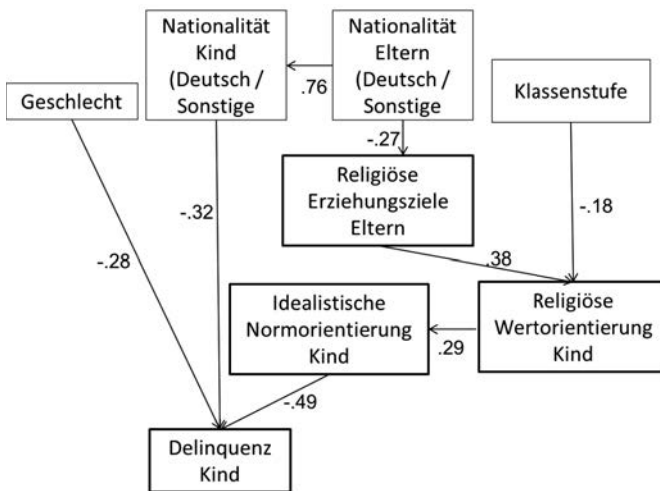 Nationalität
Kind
(Deutsch /
Sonstige
Nationalität
Eltern
(Deutsch /
Sonstige
.76
Geschlecht
Klassenstufe
-.27
Religiöse
Erziehungsziele
Eltern
-.32
-.18
-.28
.38
Idealistische
Normorientierung
Kind
Religiöse
Wertorientierung
Kind
.29
-.49
Delinquenz
Kind